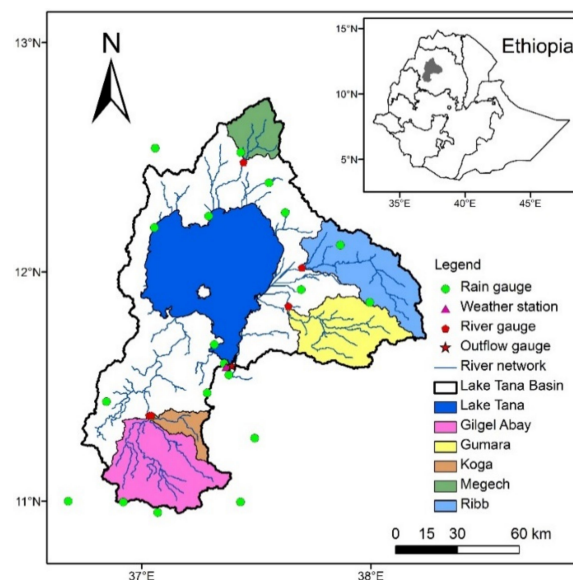 13°N
N
Ethiopia
15°N
10°N
5°N
35°E
40°E
45°E
12°N
Legend
Rain gauge
Weather station
River gauge
Outflow gauge
River network
Lake Tana Basin
Lake Tana
Gilgel Abay
Gumara
Koga
Megech
Ribb
11°N
0 15 30 60 km
37°E
38°E